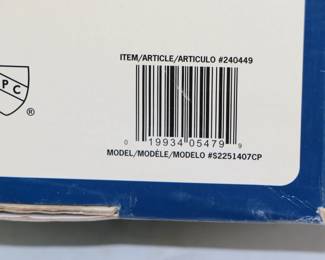 ITEM/ARTICLE/ARTICULO #240449
PC
®
0 19934 05479 9
MODEL/MODÈLE/MODELO #S2251407CP